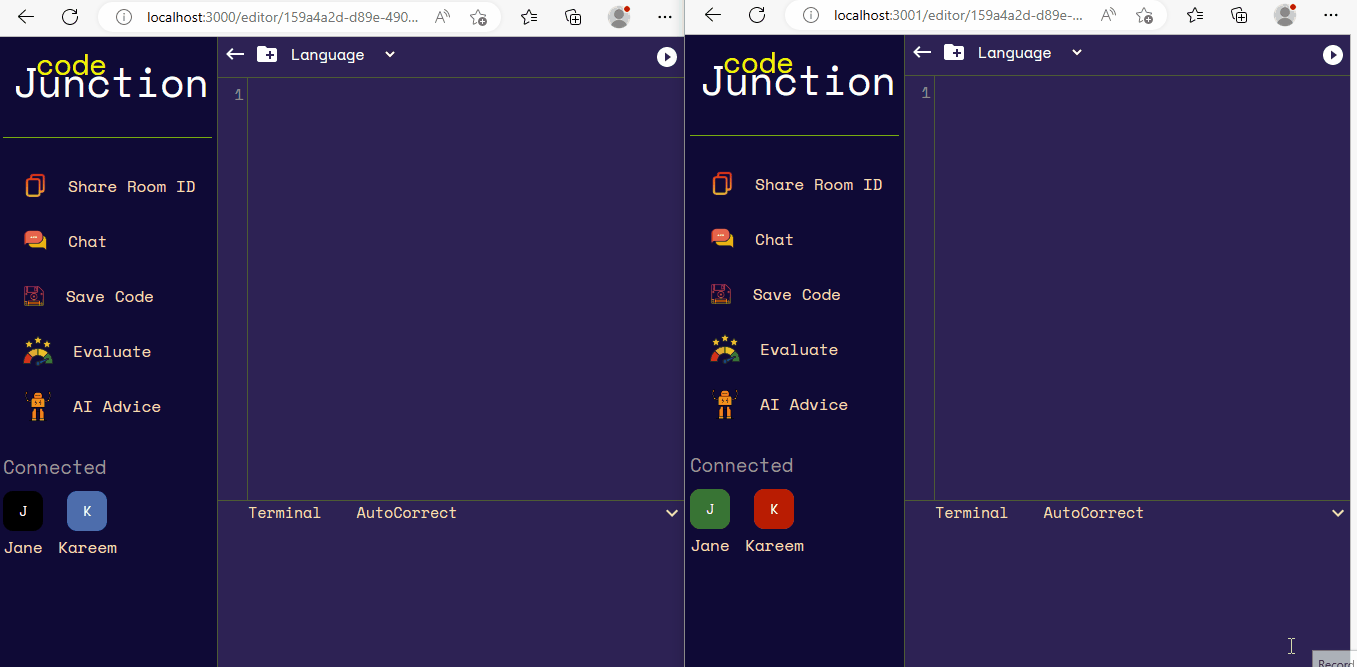 localhost:3000/editor/159a4a2d-d89e-490...
code
Junction
Language
1
Share Room ID
Chat
Save Code
Evaluate
AI Advice
Connected
J
K
Jane
Kareem
Terminal
AutoCorrect
localhost:3001/editor/159a4a2d-d89e-...
code
Junction
Language
1
Share Room ID
Chat
Save Code
Evaluate
AI Advice
Connected
J
K
Jane
Kareem
Terminal
AutoCorrect
Record